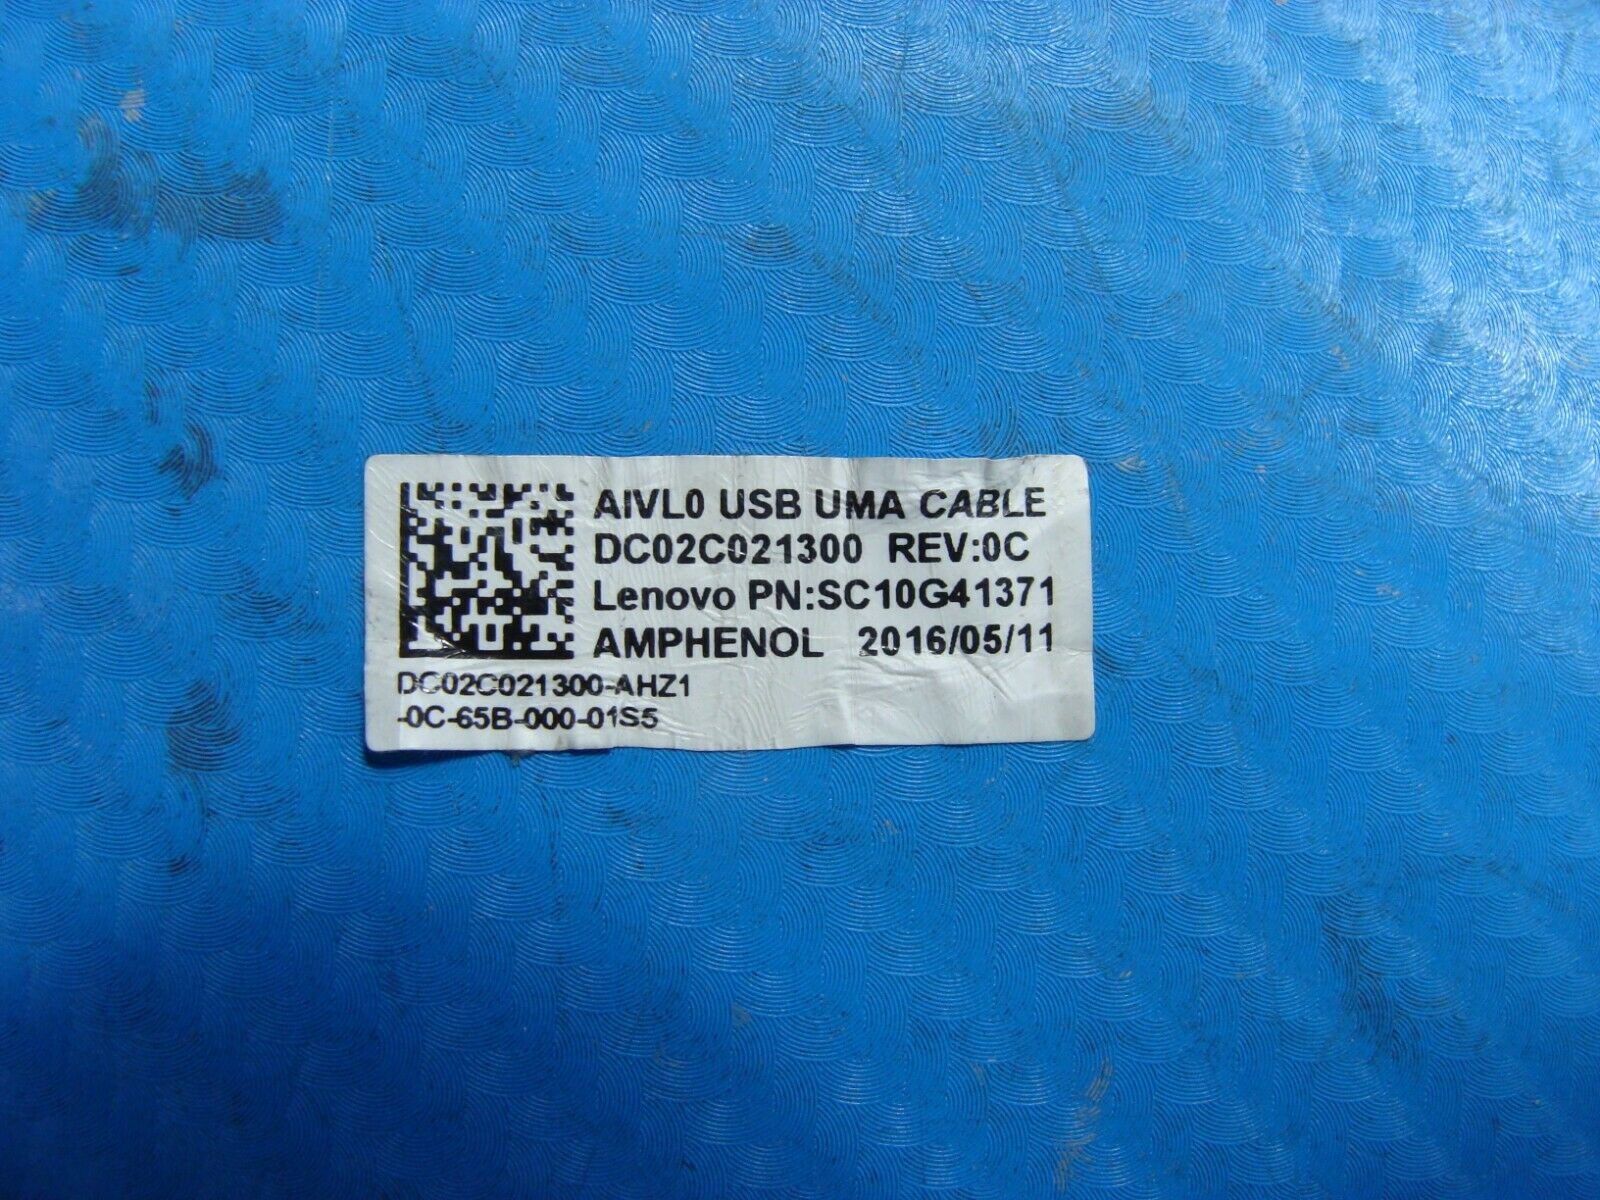 AIVL0 USB UMA CABLE
DC02C021300 REV:0C
Lenovo PN:SC10G41371
AMPHENOL 2016/05/11
DC02C021300-AHZ1
-0C-65B-000-01S5